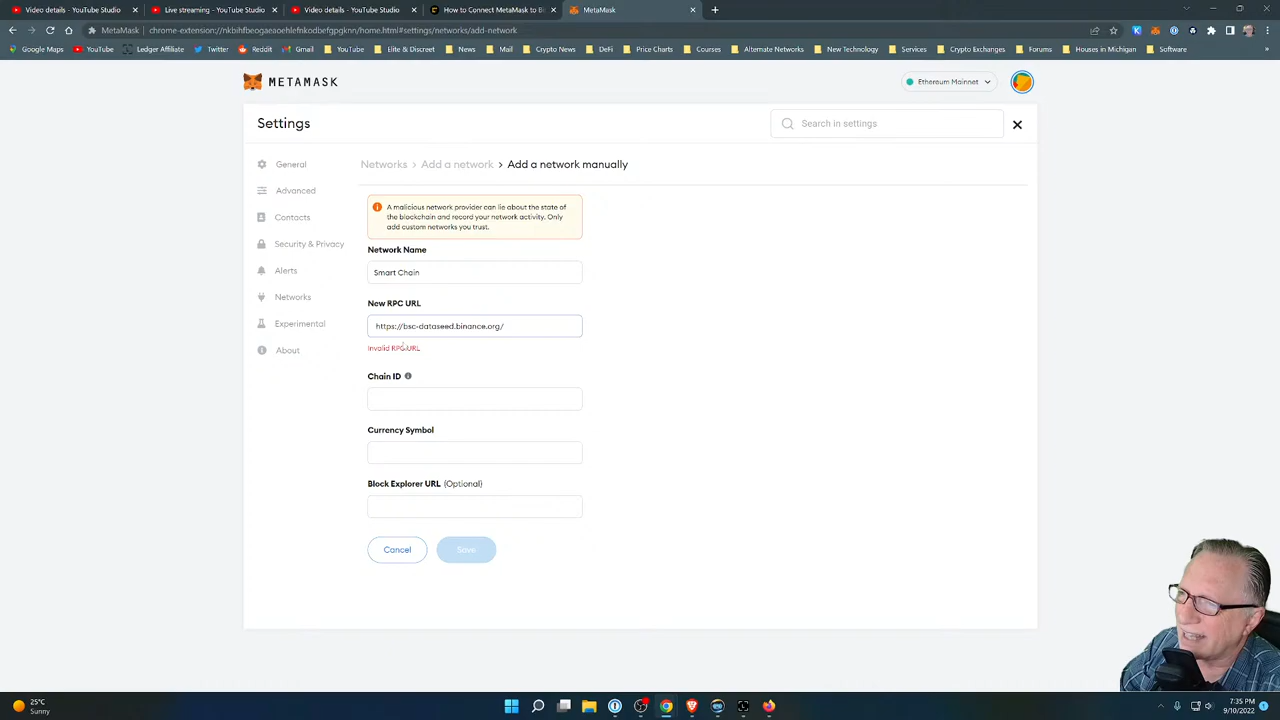 Video details - YouTube Studio
Live streaming - YouTube Studio
Video details - YouTube Studio
How to Connect MetaMask to Bi
MetaMask
MetaMask | chrome-extension://nkbihfbeogaeaoehlefnkodbefgpgknn/home.html#settings/networks/add-network
Google Maps
YouTube
Ledger Affiliate
Twitter
Reddit
Gmail
YouTube
Elite & Discreet
News
Mail
Crypto News
DeFi
Price Charts
Courses
Alternate Networks
New Technology
Services
Crypto Exchanges
Forums
Houses in Michigan
Software
METAMASK
Ethereum Mainnet
Settings
Search in settings
General
Advanced
Contacts
Security & Privacy
Alerts
Networks
Experimental
About
Networks > Add a network > Add a network manually
A malicious network provider can lie about the state of
the blockchain and record your network activity. Only
add custom networks you trust.
Network Name
Smart Chain
New RPC URL
https://bsc-dataseed.binance.org/
Invalid RPC URL
Chain ID
Currency Symbol
Block Explorer URL (Optional)
Cancel
Save
25°C
Sunny
7:35 PM
9/10/2022